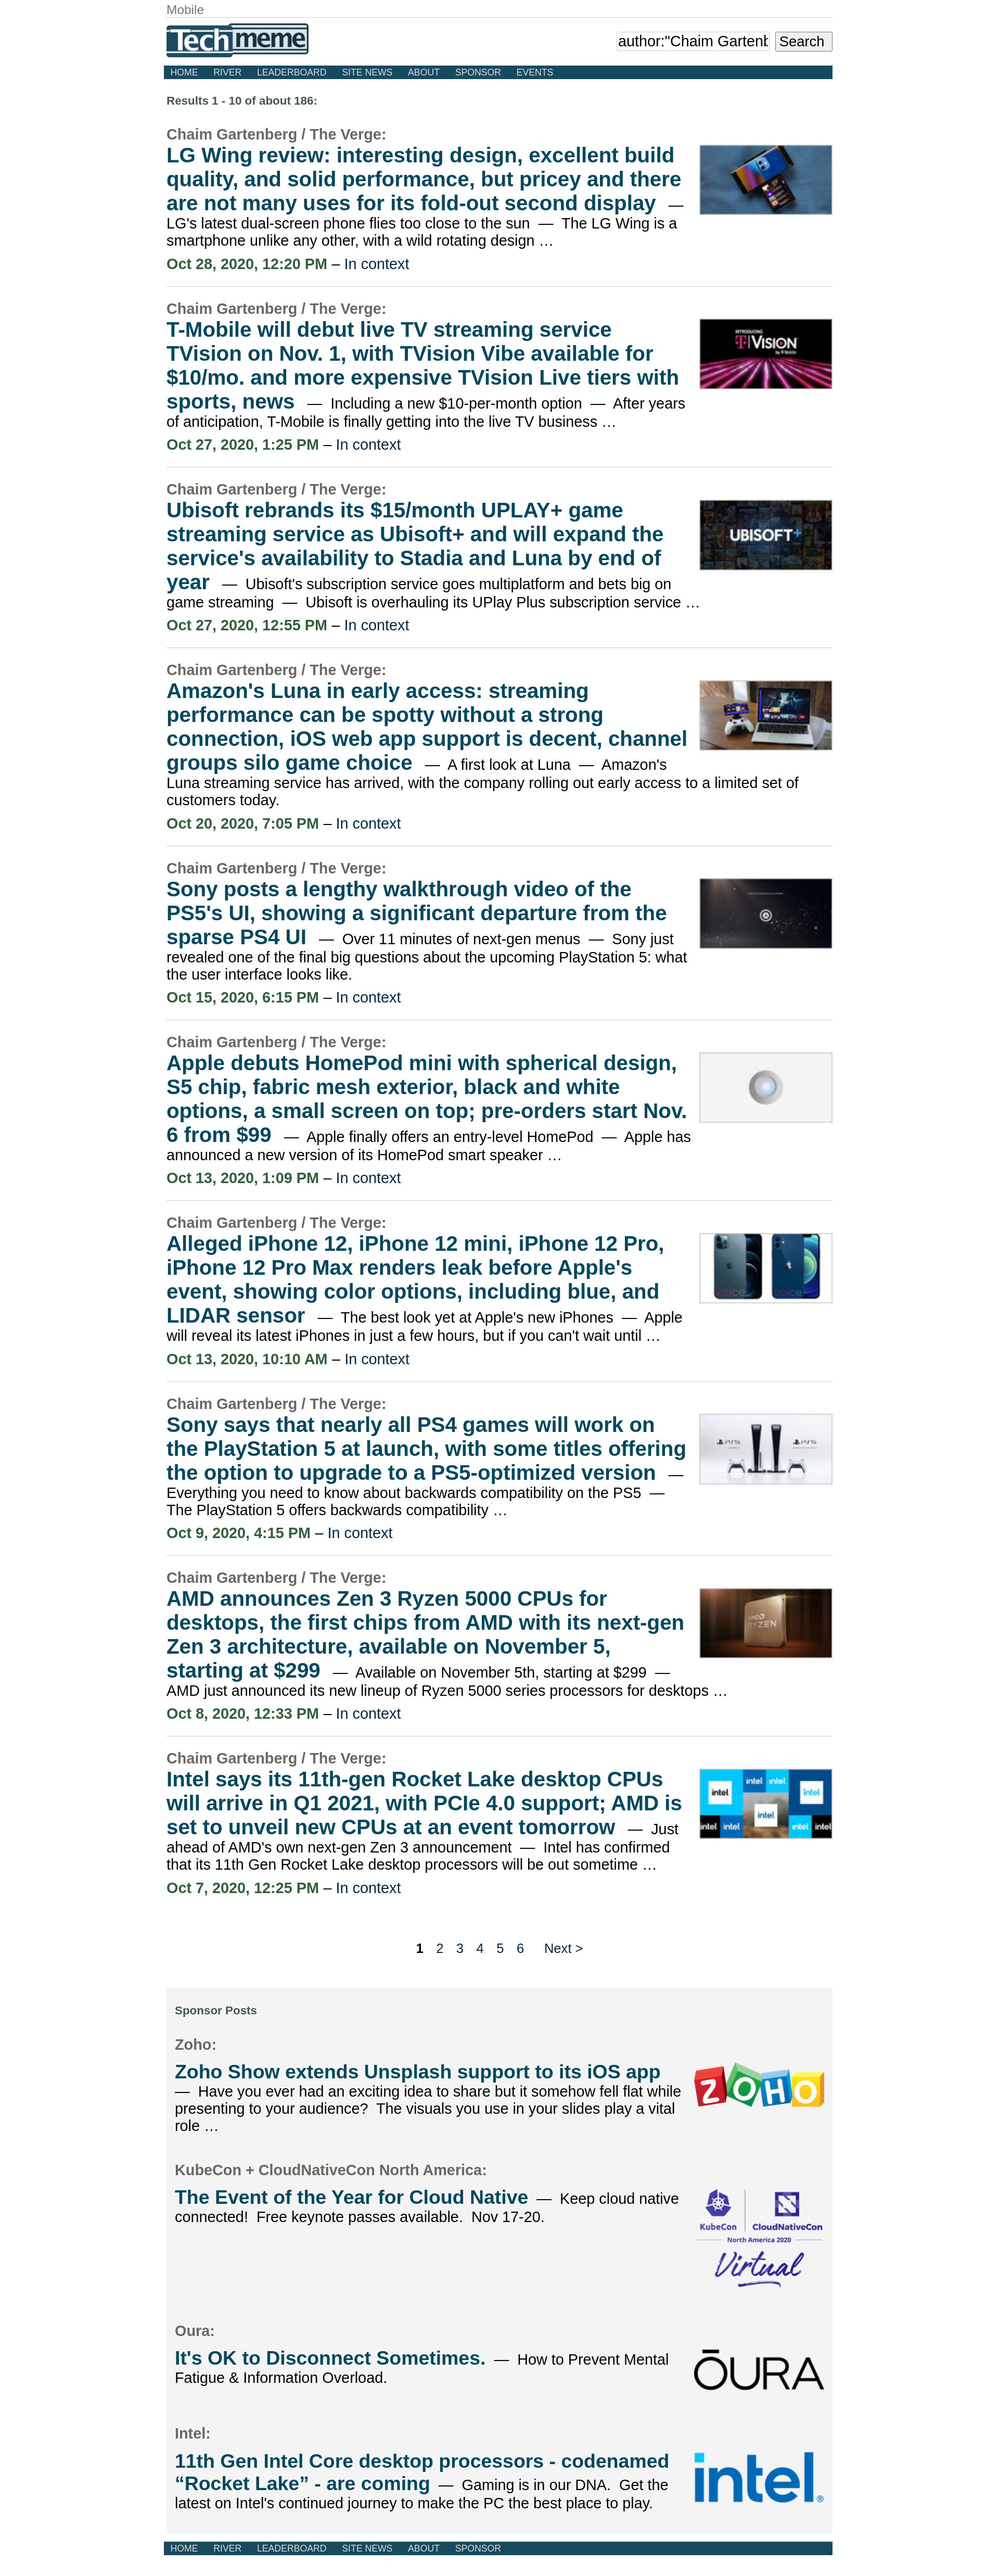 Mobile
Techmeme
author:"Chaim Gartenb
Search
HOME RIVER LEADERBOARD SITE NEWS ABOUT SPONSOR EVENTS
Results 1 - 10 of about 186:
Chaim Gartenberg / The Verge:
LG Wing review: interesting design, excellent build
quality, and solid performance, but pricey and there
are not many uses for its fold-out second display —
LG's latest dual-screen phone flies too close to the sun — The LG Wing is a
smartphone unlike any other, with a wild rotating design …
Oct 28, 2020, 12:20 PM – In context
Chaim Gartenberg / The Verge:
T-Mobile will debut live TV streaming service
TVision on Nov. 1, with TVision Vibe available for
$10/mo. and more expensive TVision Live tiers with
sports, news — Including a new $10-per-month option — After years
of anticipation, T-Mobile is finally getting into the live TV business …
Oct 27, 2020, 1:25 PM – In context
INTRODUCING
T VISION
by T-Mobile
Chaim Gartenberg / The Verge:
Ubisoft rebrands its $15/month UPLAY+ game
streaming service as Ubisoft+ and will expand the
service's availability to Stadia and Luna by end of
year — Ubisoft's subscription service goes multiplatform and bets big on
game streaming — Ubisoft is overhauling its UPlay Plus subscription service …
Oct 27, 2020, 12:55 PM – In context
UBISOFT+
Chaim Gartenberg / The Verge:
Amazon's Luna in early access: streaming
performance can be spotty without a strong
connection, iOS web app support is decent, channel
groups silo game choice — A first look at Luna — Amazon's
Luna streaming service has arrived, with the company rolling out early access to a limited set of
customers today.
Oct 20, 2020, 7:05 PM – In context
Chaim Gartenberg / The Verge:
Sony posts a lengthy walkthrough video of the
PS5's UI, showing a significant departure from the
sparse PS4 UI — Over 11 minutes of next-gen menus — Sony just
revealed one of the final big questions about the upcoming PlayStation 5: what
the user interface looks like.
Oct 15, 2020, 6:15 PM – In context
Chaim Gartenberg / The Verge:
Apple debuts HomePod mini with spherical design,
S5 chip, fabric mesh exterior, black and white
options, a small screen on top; pre-orders start Nov.
6 from $99 — Apple finally offers an entry-level HomePod — Apple has
announced a new version of its HomePod smart speaker …
Oct 13, 2020, 1:09 PM – In context
Chaim Gartenberg / The Verge:
Alleged iPhone 12, iPhone 12 mini, iPhone 12 Pro,
iPhone 12 Pro Max renders leak before Apple's
event, showing color options, including blue, and
LIDAR sensor — The best look yet at Apple's new iPhones — Apple
will reveal its latest iPhones in just a few hours, but if you can't wait until …
Oct 13, 2020, 10:10 AM – In context
voice voice
Chaim Gartenberg / The Verge:
Sony says that nearly all PS4 games will work on
the PlayStation 5 at launch, with some titles offering
the option to upgrade to a PS5-optimized version —
Everything you need to know about backwards compatibility on the PS5 —
The PlayStation 5 offers backwards compatibility …
Oct 9, 2020, 4:15 PM – In context
PS5 PS5
Chaim Gartenberg / The Verge:
AMD announces Zen 3 Ryzen 5000 CPUs for
desktops, the first chips from AMD with its next-gen
Zen 3 architecture, available on November 5,
starting at $299 — Available on November 5th, starting at $299 —
AMD just announced its new lineup of Ryzen 5000 series processors for desktops …
Oct 8, 2020, 12:33 PM – In context
AMD
RYZEN
Chaim Gartenberg / The Verge:
Intel says its 11th-gen Rocket Lake desktop CPUs
will arrive in Q1 2021, with PCIe 4.0 support; AMD is
set to unveil new CPUs at an event tomorrow — Just
ahead of AMD's own next-gen Zen 3 announcement — Intel has confirmed
that its 11th Gen Rocket Lake desktop processors will be out sometime …
Oct 7, 2020, 12:25 PM – In context
intel intel intel intel
intel
intel intel intel intel
1 2 3 4 5 6 Next >
Sponsor Posts
Zoho:
Zoho Show extends Unsplash support to its iOS app
— Have you ever had an exciting idea to share but it somehow fell flat while
presenting to your audience? The visuals you use in your slides play a vital
role …
ZOHO
KubeCon + CloudNativeCon North America:
The Event of the Year for Cloud Native — Keep cloud native
connected! Free keynote passes available. Nov 17-20.
KubeCon CloudNativeCon
North America 2020
Virtual
Oura:
It's OK to Disconnect Sometimes. — How to Prevent Mental
Fatigue & Information Overload.
ŌURA
Intel:
11th Gen Intel Core desktop processors - codenamed
“Rocket Lake” - are coming — Gaming is in our DNA. Get the
latest on Intel's continued journey to make the PC the best place to play.
intel®
HOME RIVER LEADERBOARD SITE NEWS ABOUT SPONSOR